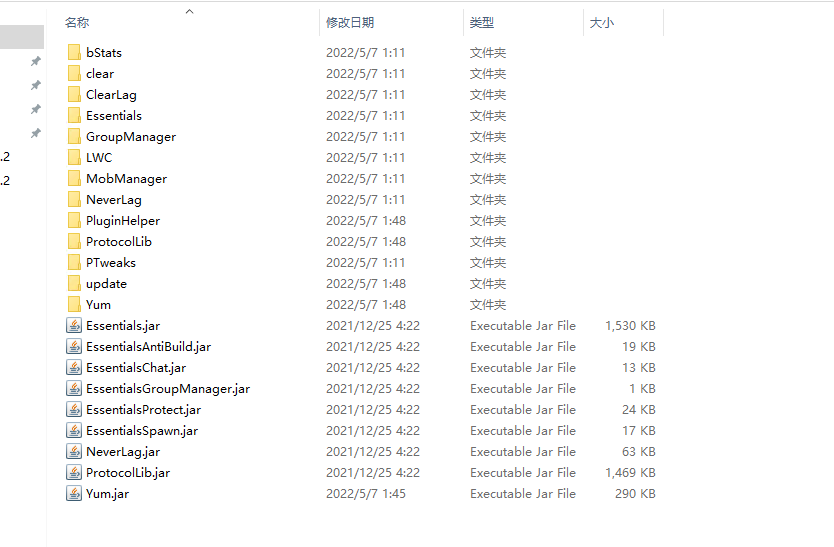 名称 修改日期 类型 大小
bStats 2022/5/7 1:11 文件夹
clear 2022/5/7 1:11 文件夹
ClearLag 2022/5/7 1:11 文件夹
Essentials 2022/5/7 1:11 文件夹
GroupManager 2022/5/7 1:11 文件夹
.2 LWC 2022/5/7 1:11 文件夹
.2 MobManager 2022/5/7 1:11 文件夹
NeverLag 2022/5/7 1:11 文件夹
PluginHelper 2022/5/7 1:48 文件夹
ProtocolLib 2022/5/7 1:48 文件夹
PTweaks 2022/5/7 1:11 文件夹
update 2022/5/7 1:48 文件夹
Yum 2022/5/7 1:48 文件夹
Essentials.jar 2021/12/25 4:22 Executable Jar File 1,530 KB
EssentialsAntiBuild.jar 2021/12/25 4:22 Executable Jar File 19 KB
EssentialsChat.jar 2021/12/25 4:22 Executable Jar File 13 KB
EssentialsGroupManager.jar 2021/12/25 4:22 Executable Jar File 1 KB
EssentialsProtect.jar 2021/12/25 4:22 Executable Jar File 24 KB
EssentialsSpawn.jar 2021/12/25 4:22 Executable Jar File 17 KB
NeverLag.jar 2021/12/25 4:22 Executable Jar File 63 KB
ProtocolLib.jar 2021/12/25 4:22 Executable Jar File 1,469 KB
Yum.jar 2022/5/7 1:45 Executable Jar File 290 KB